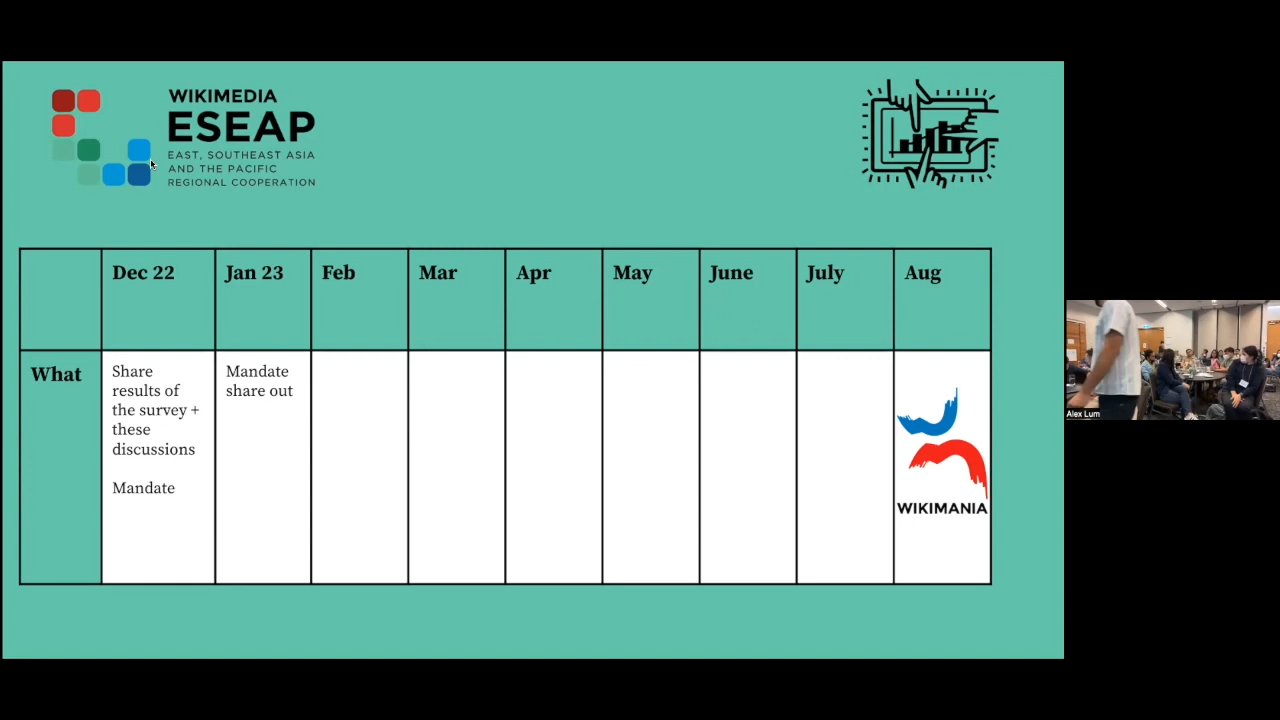 WIKIMEDIA
ESEAP
EAST, SOUTHEAST ASIA
AND THE PACIFIC
REGIONAL COOPERATION
Dec 22
Jan 23
Feb
Mar
Apr
May
June
July
Aug
What
Share
results of
the survey +
these
discussions
Mandate
Mandate
share out
WIKIMANIA
Alex Lum